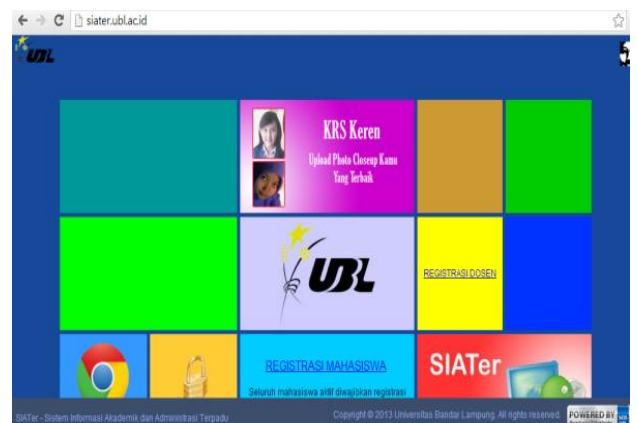 siater.ubl.ac.id
UBL
KRS Keren
Upload Photo Closeup Kamu
Yang Terbaik
UBL
REGISTRASI DOSEN
REGISTRASI MAHASISWA
Seluruh mahasiswa aktif diwajibkan registrasi
SIATer
SIATer - Sistem Informasi Akademik dan Administrasi Terpadu
Copyright © 2013 Universitas Bandar Lampung. All rights reserved.
POWERED BY